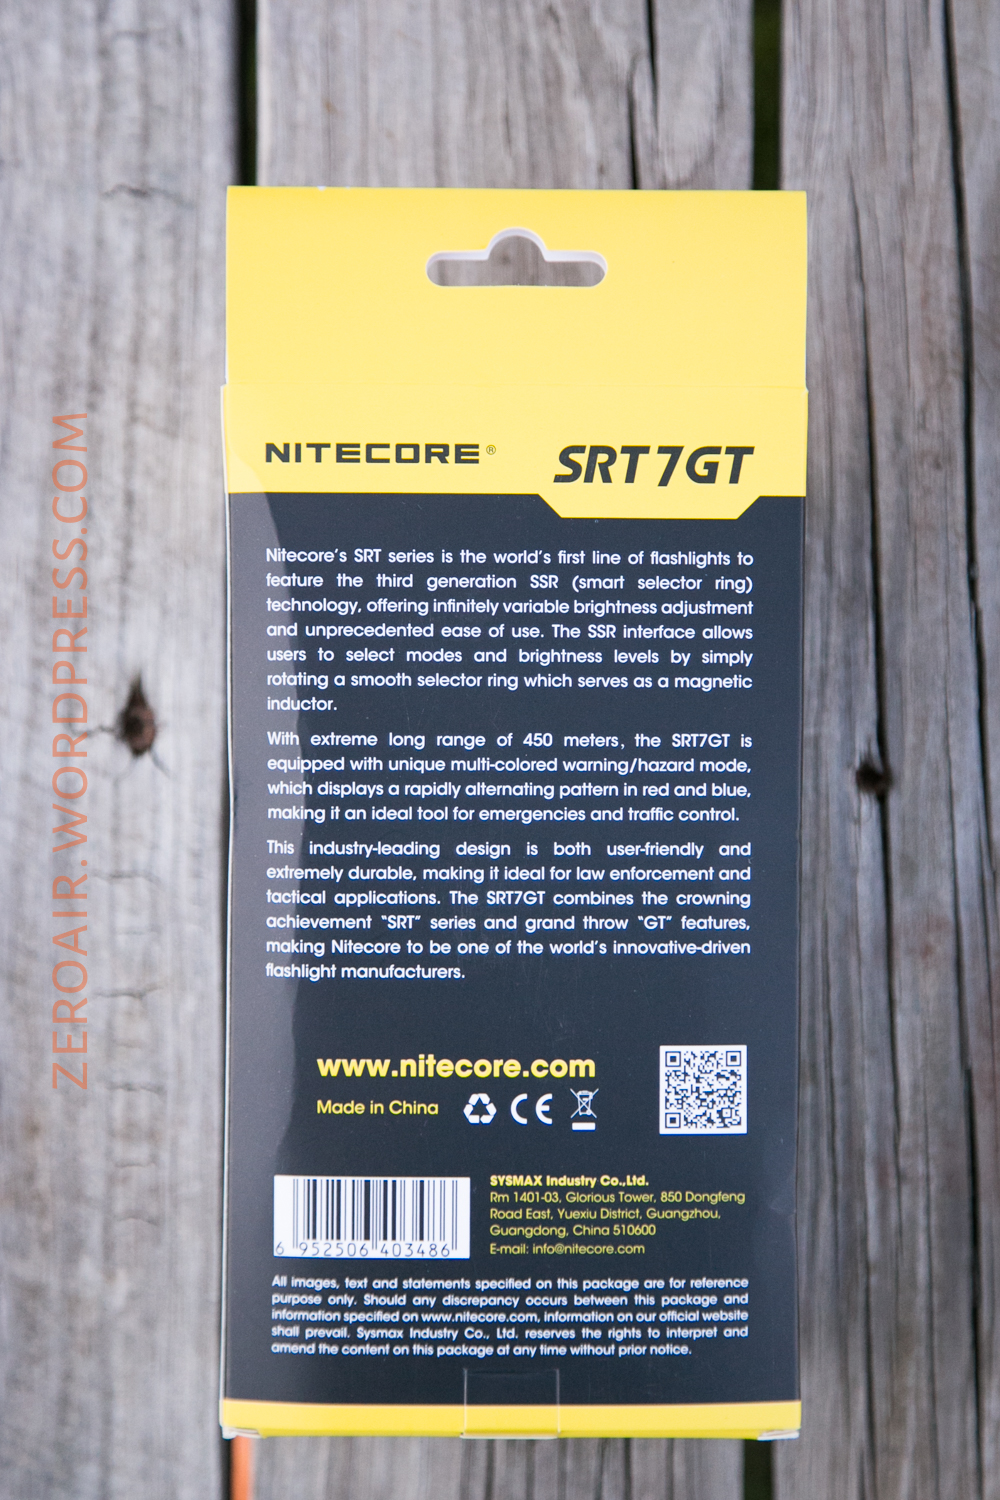 NITECORE®
SRT7GT
Nitecore's SRT series is the world's first line of flashlights to
feature the third generation SSR (smart selector ring)
technology, offering infinitely variable brightness adjustment
and unprecedented ease of use. The SSR interface allows
users to select modes and brightness levels by simply
rotating a smooth selector ring which serves as a magnetic
inductor.
With extreme long range of 450 meters, the SRT7GT is
equipped with unique multi-colored warning/hazard mode,
which displays a rapidly alternating pattern in red and blue,
making it an ideal tool for emergencies and traffic control.
This industry-leading design is both user-friendly and
extremely durable, making it ideal for law enforcement and
tactical applications. The SRT7GT combines the crowning
achievement "SRT" series and grand throw "GT" features,
making Nitecore to be one of the world's innovative-driven
flashlight manufacturers.
www.nitecore.com
Made in China
CE
6 952506 403486
SYSMAX Industry Co.,Ltd.
Rm 1401-03, Glorious Tower, 850 Dongfeng
Road East, Yuexiu District, Guangzhou,
Guangdong, China 510600
E-mail: info@nitecore.com
All images, text and statements specified on this package are for reference
purpose only. Should any discrepancy occurs between this package and
information specified on www.nitecore.com, information on our official website
shall prevail. Sysmax Industry Co., Ltd. reserves the rights to interpret and
amend the content on this package at any time without prior notice.
ZEROAIR.WORDPRESS.COM